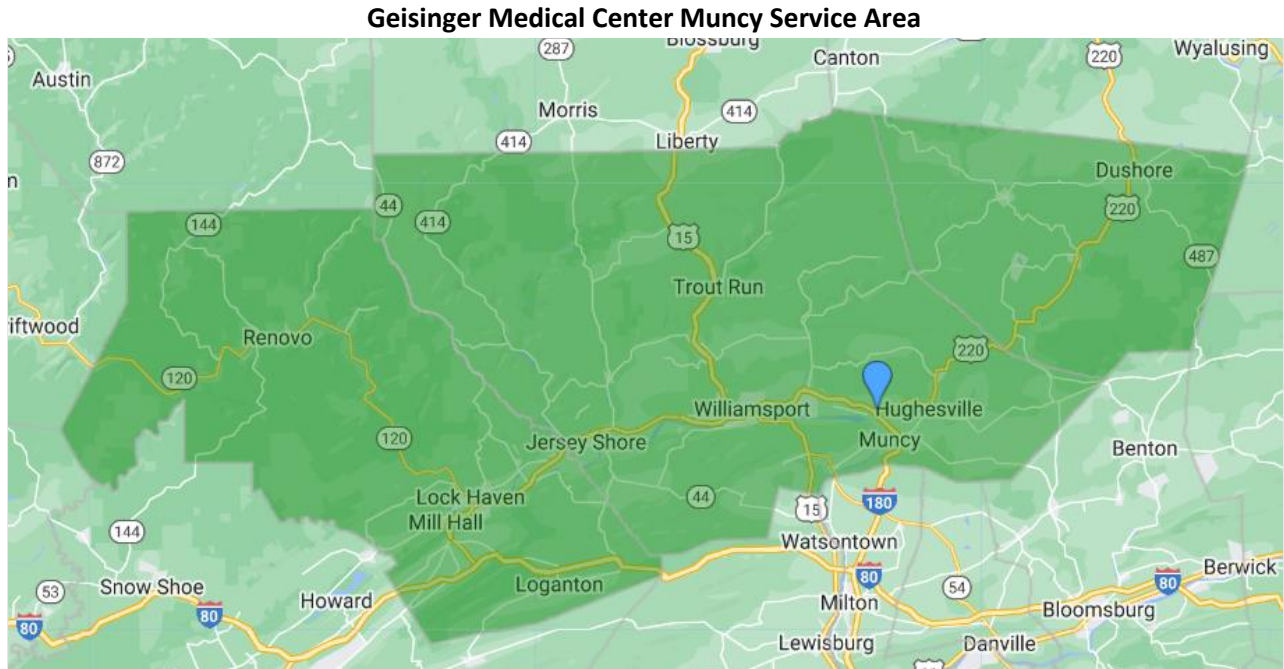 Geisinger Medical Center Muncy Service Area
287
Blossburg
220
Wyalusing
Austin
Canton
Morris
414
872
414
Liberty
Dushore
44
414
144
15
220
487
Trout Run
Renovo
220
120
Williamsport
Hughesville
120
Jersey Shore
Muncy
Benton
Lock Haven
44
180
Mill Hall
15
144
Watsontown
Snow Shoe
Loganton
80
80
Berwick
53
Howard
80
54
Milton
Bloomsburg
80
Lewisburg
Danville